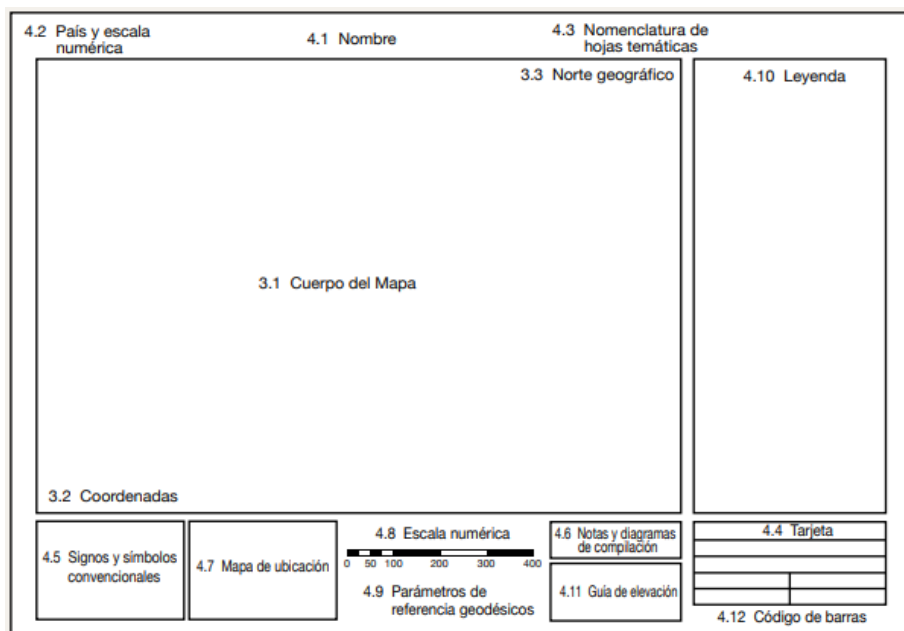 4.2 País y escala
numérica
4.1 Nombre
4.3 Nomenclatura de
hojas temáticas
3.3 Norte geográfico
4.10 Leyenda
3.1 Cuerpo del Mapa
3.2 Coordenadas
4.5 Signos y símbolos
convencionales
4.7 Mapa de ubicación
4.8 Escala numérica
0 50 100 200 300 400
4.9 Parámetros de
referencia geodésicos
4.6 Notas y diagramas
de compilación
4.11 Guía de elevación
4.4 Tarjeta
4.12 Código de barras